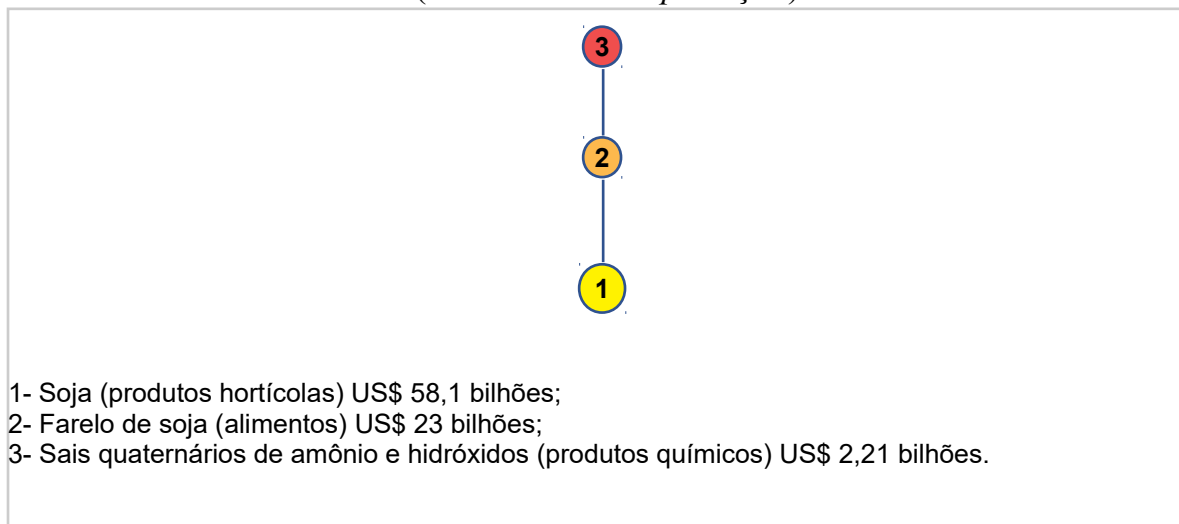 3
2
1
1- Soja (produtos hortícolas) US$ 58,1 bilhões;
2- Farelo de soja (alimentos) US$ 23 bilhões;
3- Sais quaternários de amônio e hidróxidos (produtos químicos) US$ 2,21 bilhões.